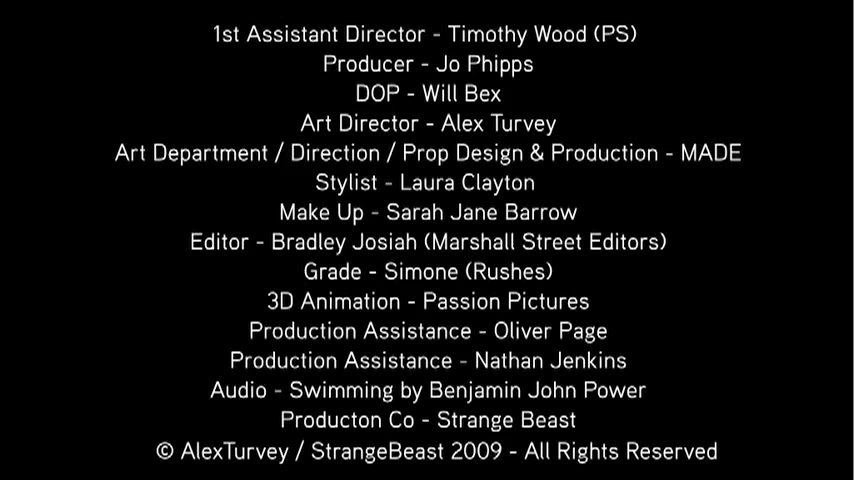 1st Assistant Director - Timothy Wood (PS)
Producer - Jo Phipps
DOP - Will Bex
Art Director - Alex Turvey
Art Department / Direction / Prop Design & Production - MADE
Stylist - Laura Clayton
Make Up - Sarah Jane Barrow
Editor - Bradley Josiah (Marshall Street Editors)
Grade - Simone (Rushes)
3D Animation - Passion Pictures
Production Assistance - Oliver Page
Production Assistance - Nathan Jenkins
Audio - Swimming by Benjamin John Power
Producton Co - Strange Beast
© AlexTurvey / StrangeBeast 2009 - All Rights Reserved